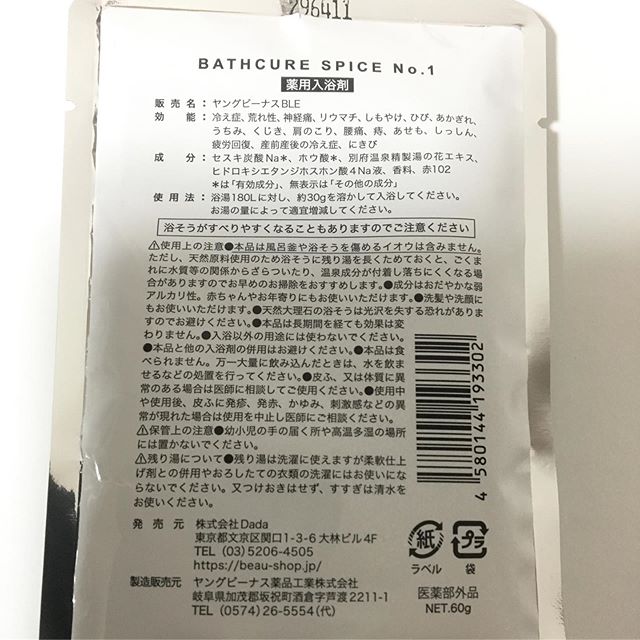 296411
BATHCURE SPICE No.1
薬用入浴剤
販売名：ヤングビーナスBLE
効能：冷え症、荒れ性、神経痛、リウマチ、しもやけ、ひび、あかぎれ、
うちみ、くじき、肩のこり、腰痛、痔、あせも、しっしん、
疲労回復、産前産後の冷え症、にきび
成分：セスキ炭酸Na＊、ホウ酸＊、別府温泉精製湯の花エキス、
ヒドロキシエタンジホスホン酸4Na液、香料、赤102
＊は「有効成分」、無表示は「その他の成分」
使用法：浴湯180Lに対し、約30gを溶かして入浴してください。
お湯の量によって適宜増減してください。
浴そうがすべりやすくなることもありますのでご注意ください
⚠使用上の注意●本品は風呂釜や浴そうを傷めるイオウは含みません。
ただし、天然原料使用のため浴そうに残り湯を長くためておくと、ごくま
れに水質等の関係からざらついたり、温泉成分が付着し落ちにくくなる場
合がありますのでお早めのお掃除をおすすめします。●成分はおだやかな弱
アルカリ性。赤ちゃんやお年寄りにもお使いいただけます。●洗髪や洗顔に
もお使いいただけます。●天然大理石の浴そうは光沢を失する恐れがあります
のでお避けください。●本品は長期間を経ても効果は変
わりません。●入浴以外の用途には使わないでください。
●本品と他の入浴剤の併用はお避けください。●本品は食
べられません。万一大量に飲み込んだときは、水を飲ま
せるなどの処置を行ってください。●皮ふ、又は体質に異
常のある場合は医師に相談してご使用ください。●使用中
や使用後、皮ふに発疹、発赤、かゆみ、刺激感などの異
常が現れた場合は使用を中止し医師にご相談ください。
⚠保管上の注意●幼小児の手の届く所や高温多湿の場所
には置かないでください。
⚠残り湯について●残り湯は洗濯に使えますが柔軟仕上
げ剤との併用やおろしたての衣類の洗濯にはお使いにな
らないでください。又つけおきはせず、すすぎは清水を
お使いください。
4 580144 193302
発売元 株式会社Dada
東京都文京区関口1-3-6 大林ビル4F
TEL (03) 5206-4505
https://beau-shop.jp/
製造販売元 ヤングビーナス薬品工業株式会社
岐阜県加茂郡坂祝町酒倉字芦渡2211-1
TEL (0574) 26-5554 (代)
紙
ラベル
プラ
袋
医薬部外品
NET.60g